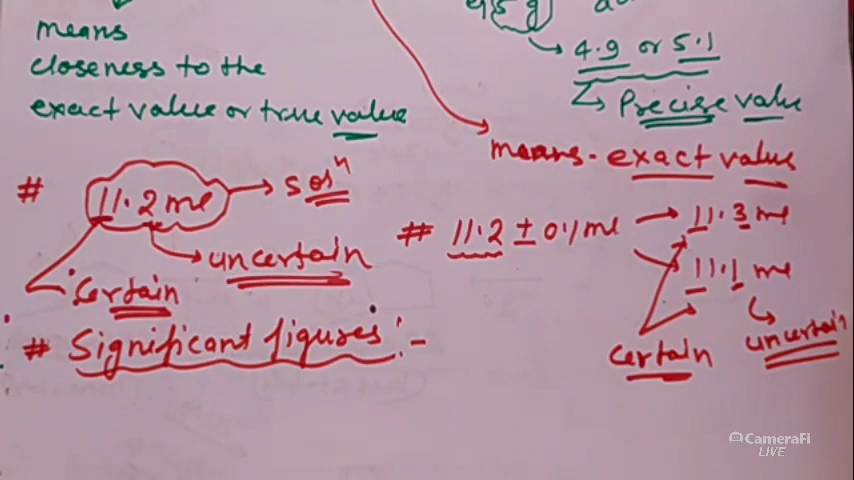 means
closeness to the
exact value or true value
5 g
4.9 or 5.1
Precise value
means - exact value
# 11.2 ml → solⁿ
uncertain
certain
# 11.2 ± 0.1 ml → 11.3 ml
11.1 ml
certain
uncertain
# Significant figures :-
CameraFi
LIVE